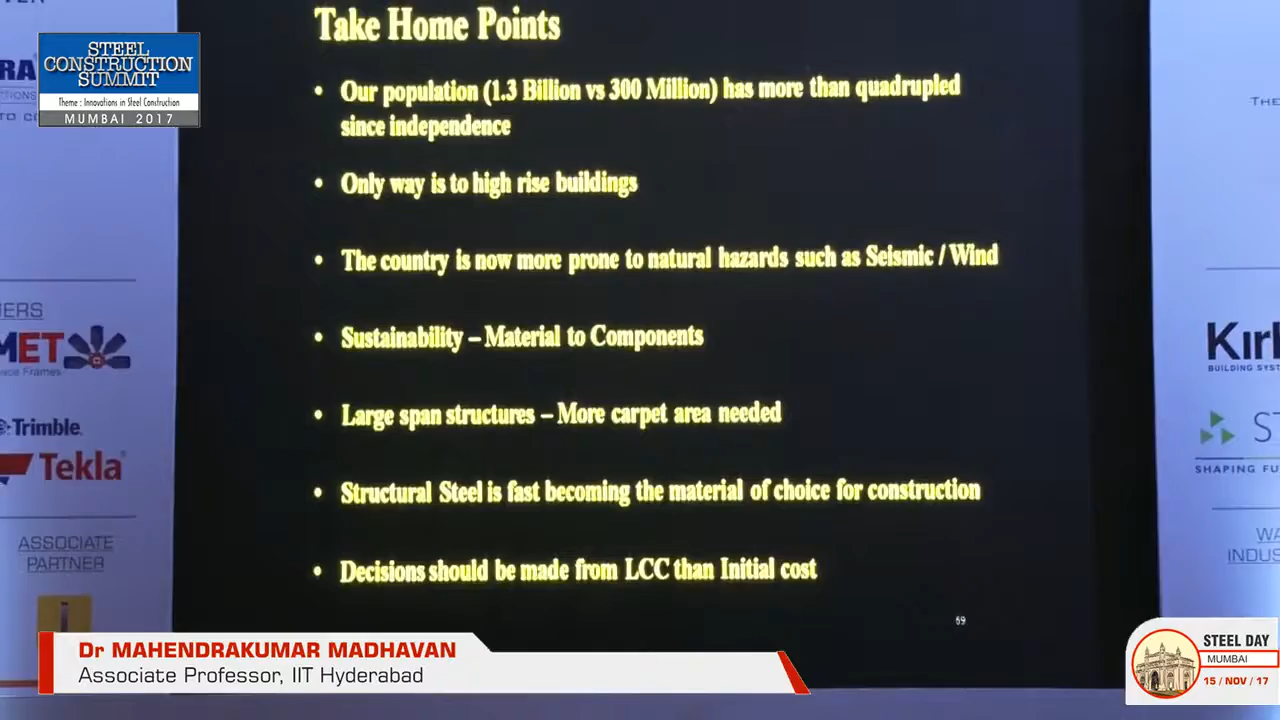 Take Home Points
• Our population (1.3 Billion vs 300 Million) has more than quadrupled
since independence
• Only way is to high rise buildings
• The country is now more prone to natural hazards such as Seismic / Wind
• Sustainability – Material to Components
• Large span structures – More carpet area needed
• Structural Steel is fast becoming the material of choice for construction
• Decisions should be made from LCC than Initial cost
69
STEEL
CONSTRUCTION
SUMMIT
Theme : Innovations in Steel Construction
MUMBAI 2017
Trimble
Tekla
ASSOCIATE
PARTNER
BUILDING
Dr MAHENDRAKUMAR MADHAVAN
Associate Professor, IIT Hyderabad
STEEL DAY
MUMBAI
15 / NOV / 17